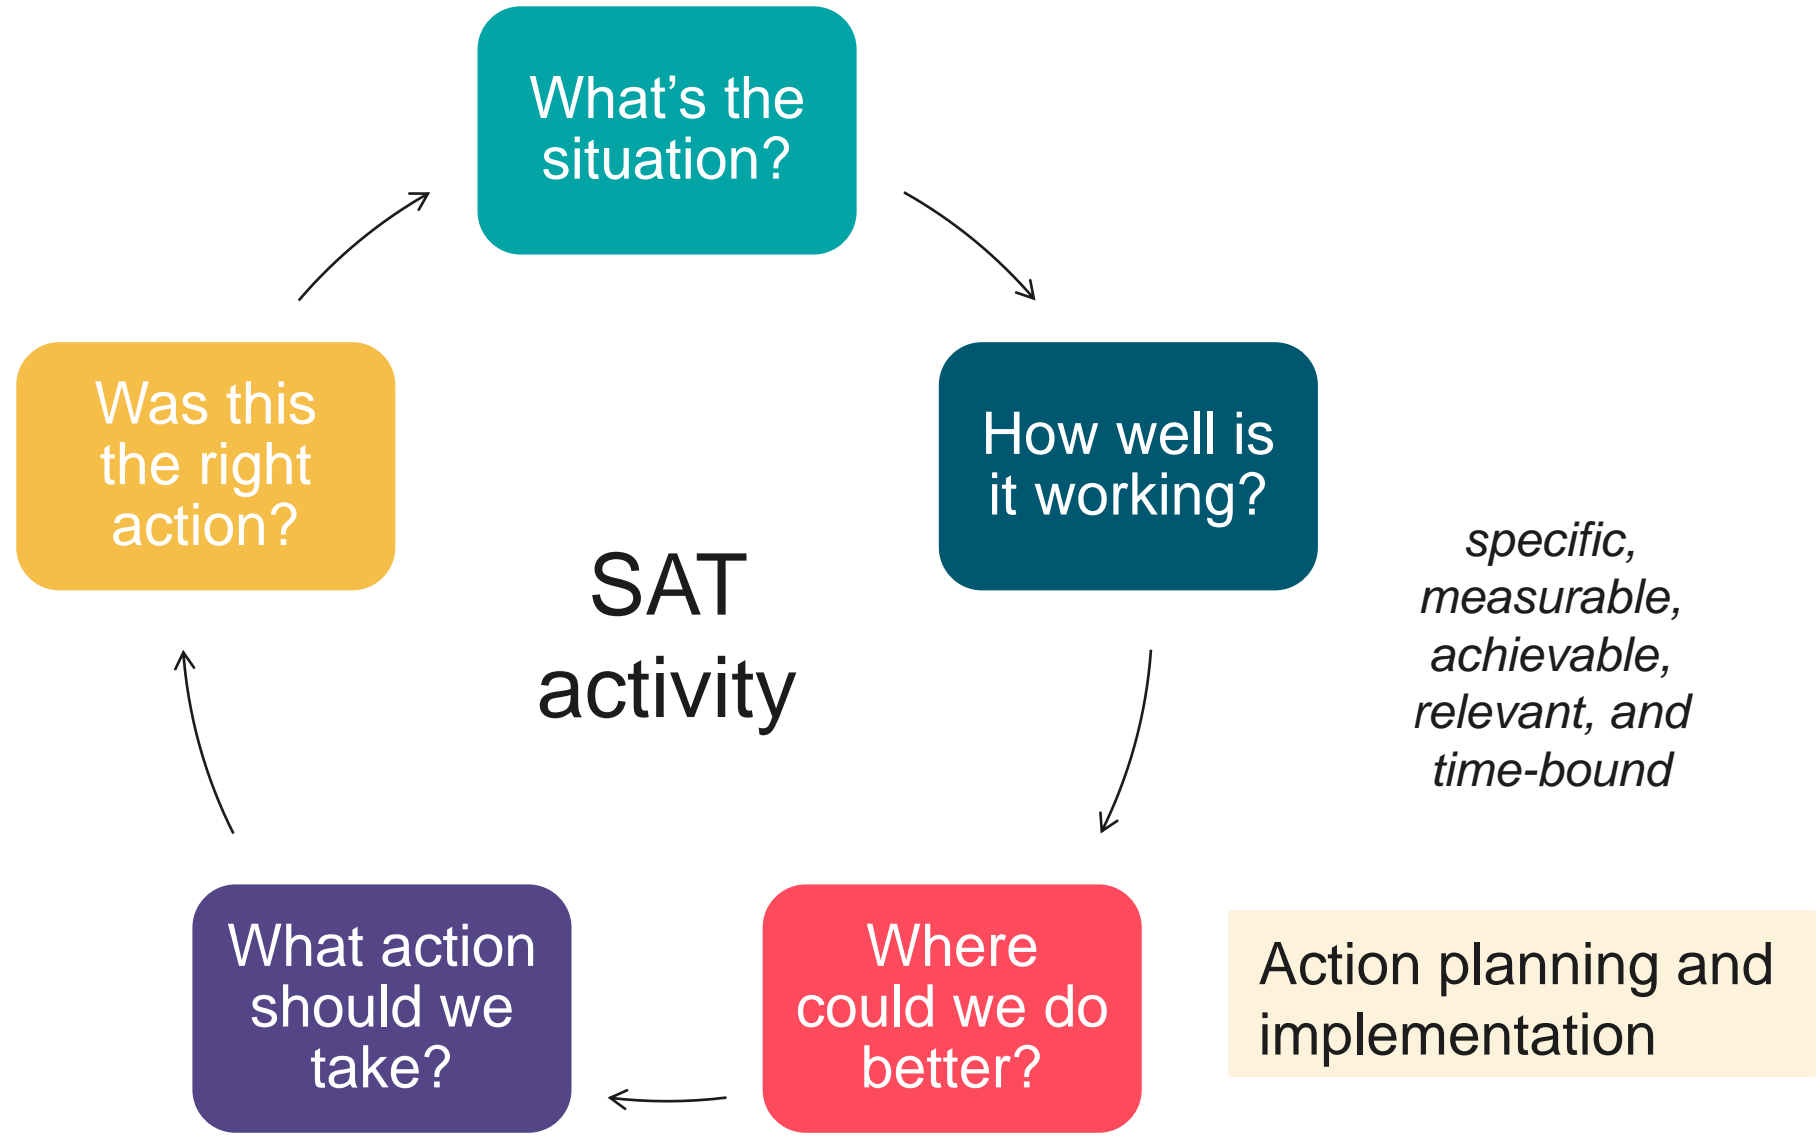 What’s the
situation?
How well is
it working?
Where
could we do
better?
What action
should we
take?
Was this
the right
action?
SAT
activity
specific,
measurable,
achievable,
relevant, and
time-bound
Action planning and
implementation